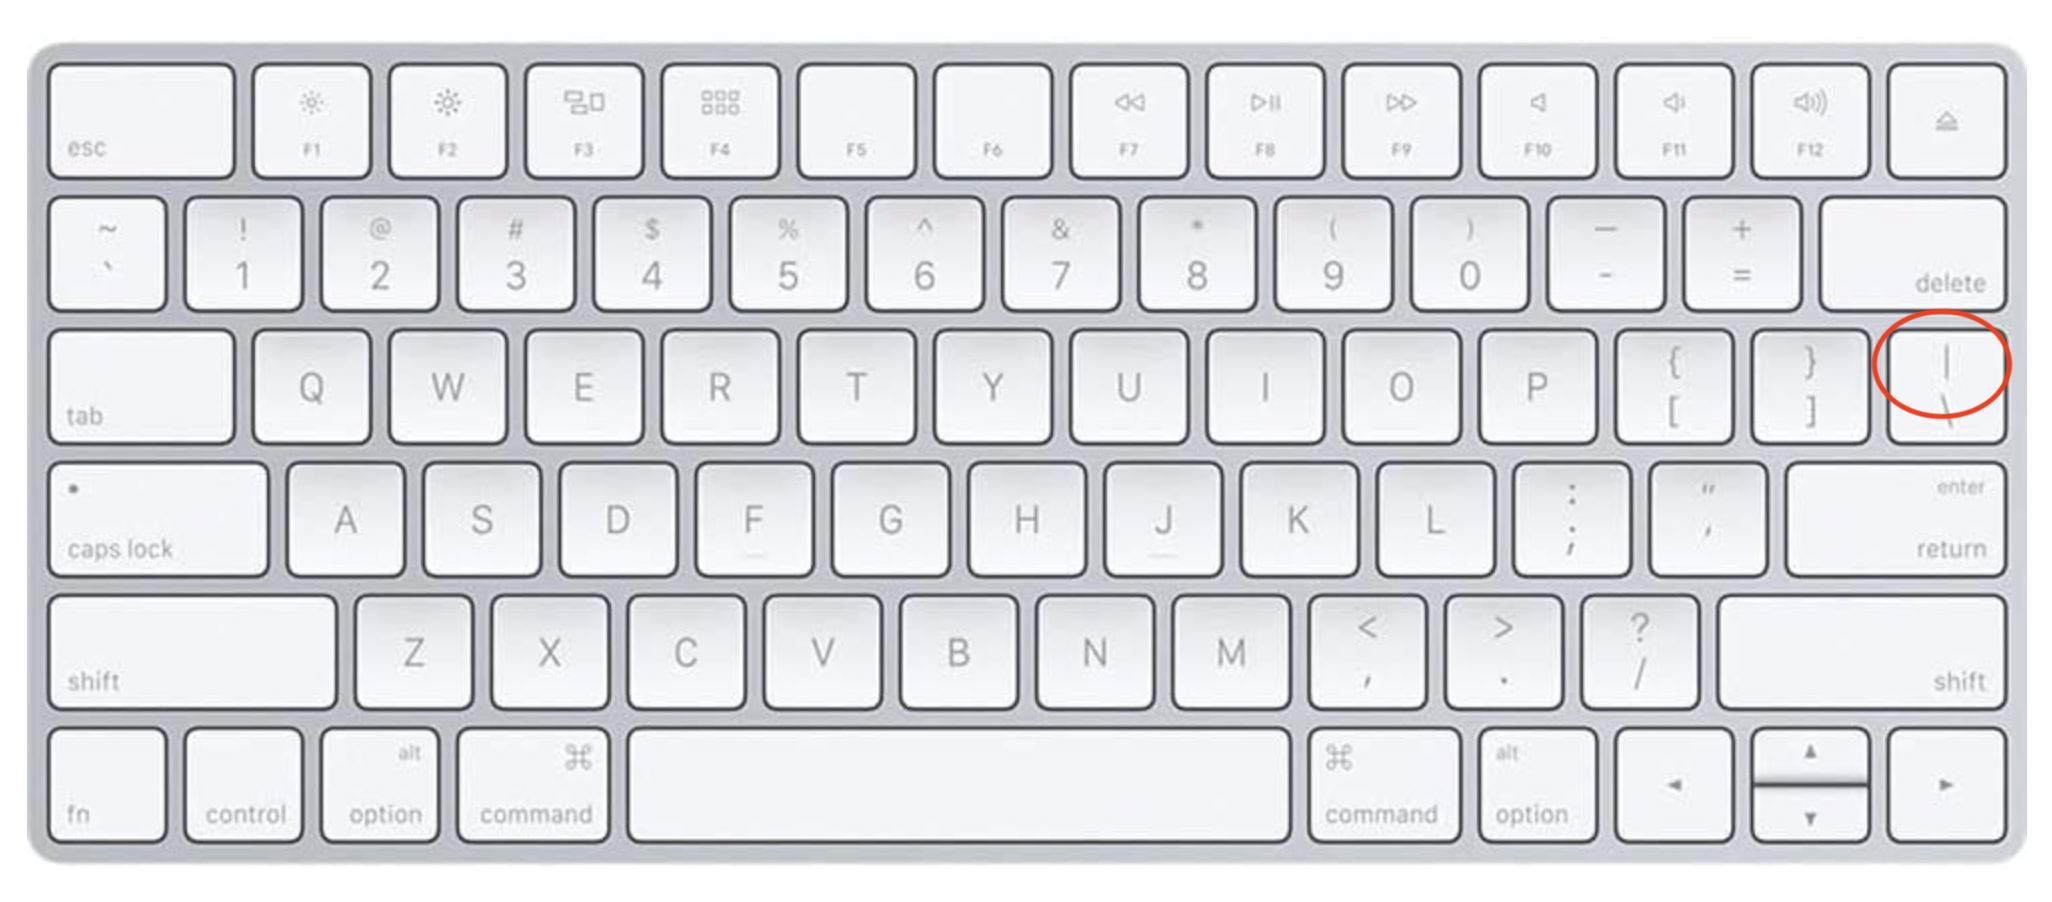 esc F1 F2 F3 F4 F5 F6 F7 F8 F9 F10 F11 F12
~ ! @ # $ % ^ & * ( ) — +
` 1 2 3 4 5 6 7 8 9 0 - = delete
tab Q W E R T Y U I O P { } |
[ ] \
caps lock A S D F G H J K L : " enter
; ' return
shift Z X C V B N M < > ? shift
, . /
alt ⌘ ⌘ alt
fn control option command command option